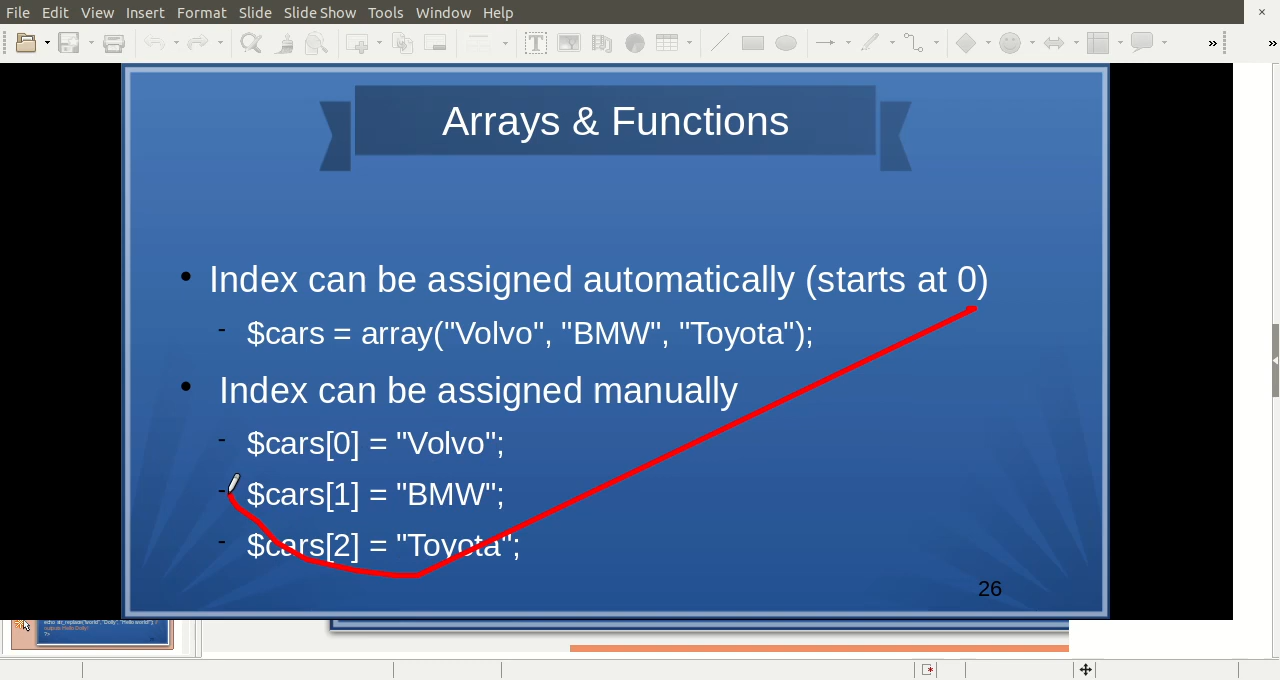 File Edit View Insert Format Slide Slide Show Tools Window Help
Arrays & Functions
Index can be assigned automatically (starts at 0)
$cars = array("Volvo", "BMW", "Toyota");
Index can be assigned manually
$cars[0] = "Volvo";
$cars[1] = "BMW";
$cars[2] = "Toyota";
26